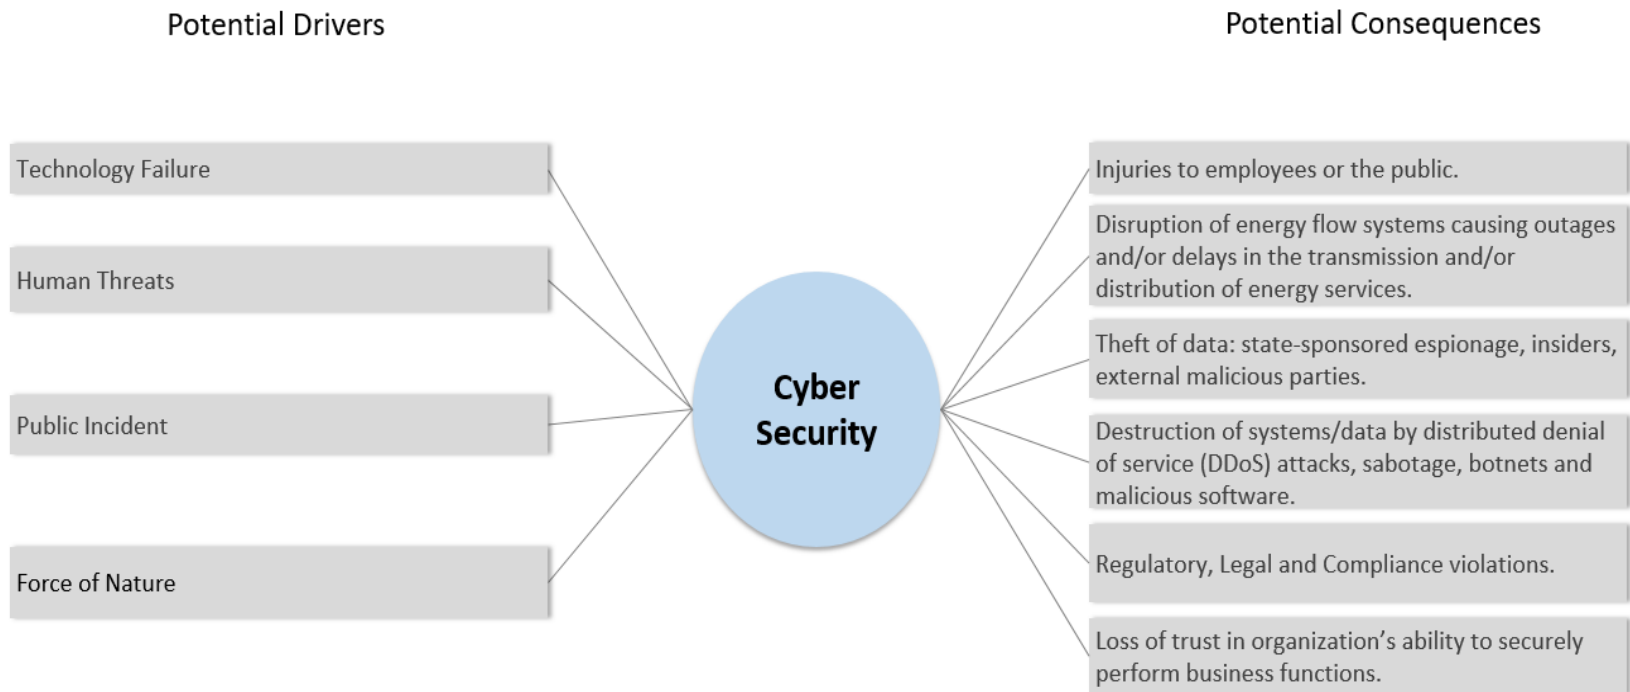 Potential Drivers
Potential Consequences
Technology Failure
Human Threats
Public Incident
Force of Nature
Cyber
Security
Injuries to employees or the public.
Disruption of energy flow systems causing outages
and/or delays in the transmission and/or
distribution of energy services.
Theft of data: state-sponsored espionage, insiders,
external malicious parties.
Destruction of systems/data by distributed denial
of service (DDoS) attacks, sabotage, botnets and
malicious software.
Regulatory, Legal and Compliance violations.
Loss of trust in organization’s ability to securely
perform business functions.